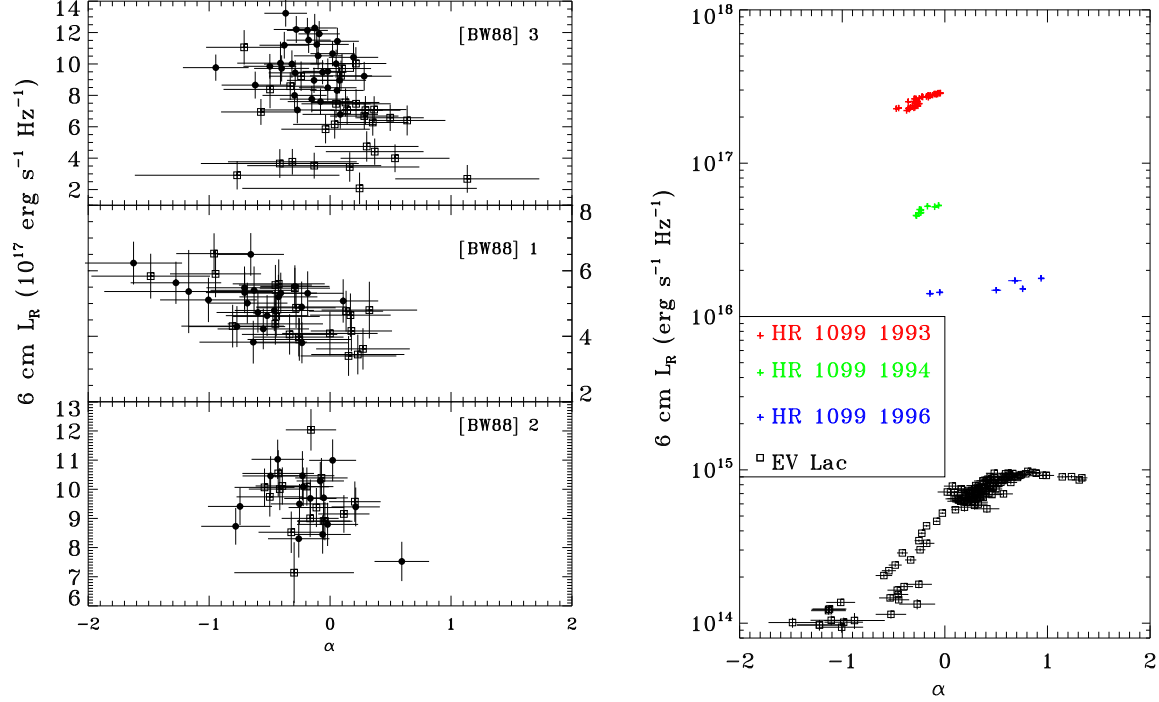 14
12
10
8
6
4
2
[BW88] 3
8
6
4
2
[BW88] 1
13
12
11
10
9
8
7
6
[BW88] 2
-2 -1 0 1 2
α
6 cm L_R (10^17 erg s^-1 Hz^-1)
10^18
10^17
10^16
10^15
10^14
6 cm L_R (erg s^-1 Hz^-1)
HR 1099 1993
HR 1099 1994
HR 1099 1996
EV Lac
-2 -1 0 1 2
α